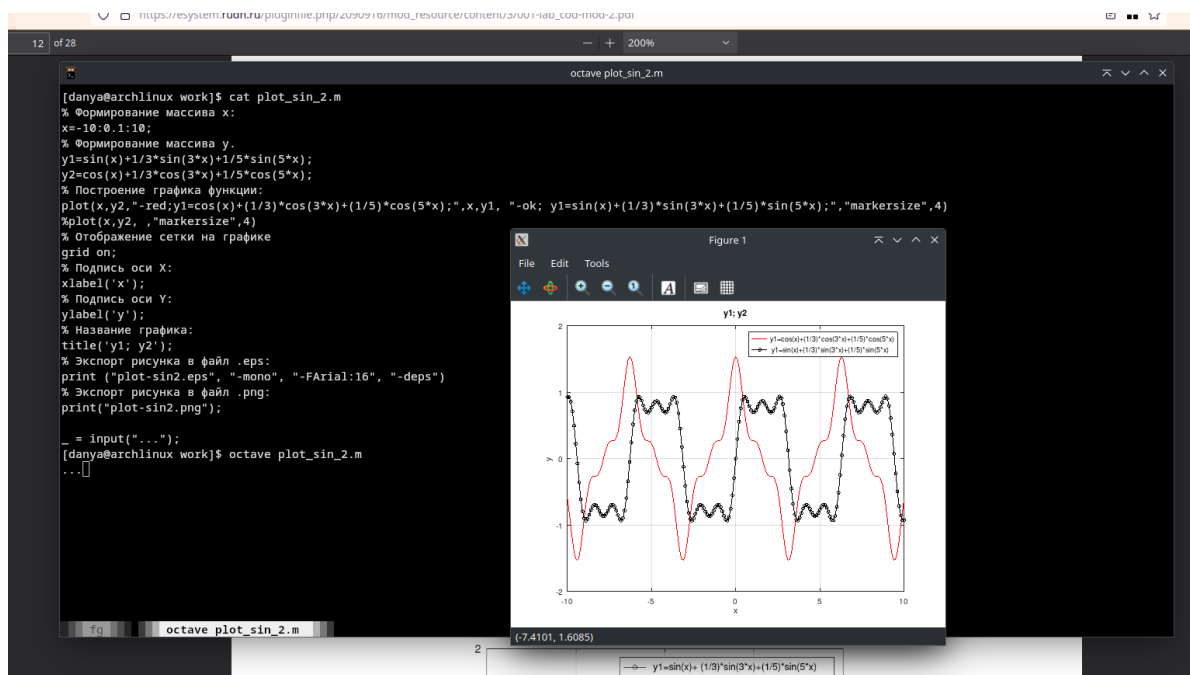 https://esystem.rudn.ru/pluginfile.php/2090916/mod_resource/content/3/001-lab_cod-mod-2.pdf
12 of 28
200%
octave plot_sin_2.m
[danya@archlinux work]$ cat plot_sin_2.m
% Формирование массива x:
x=-10:0.1:10;
% Формирование массива y.
y1=sin(x)+1/3*sin(3*x)+1/5*sin(5*x);
y2=cos(x)+1/3*cos(3*x)+1/5*cos(5*x);
% Построение графика функции:
plot(x,y2,"-red;y1=cos(x)+(1/3)*cos(3*x)+(1/5)*cos(5*x);",x,y1, "-ok; y1=sin(x)+(1/3)*sin(3*x)+(1/5)*sin(5*x);","markersize",4)
%plot(x,y2, ,"markersize",4)
% Отображение сетки на графике
grid on;
% Подпись оси X:
xlabel('x');
% Подпись оси Y:
ylabel('y');
% Название графика:
title('y1; y2');
% Экспорт рисунка в файл .eps:
print ("plot-sin2.eps", "-mono", "-FArial:16", "-deps")
% Экспорт рисунка в файл .png:
print("plot-sin2.png");
_ = input("...");
[danya@archlinux work]$ octave plot_sin_2.m
...
Figure 1
File Edit Tools
y1; y2
y1=cos(x)+(1/3)*cos(3*x)+(1/5)*cos(5*x)
y1=sin(x)+(1/3)*sin(3*x)+(1/5)*sin(5*x)
2
1
y 0
-1
-2
-10 -5 0 5 10
x
(-7.4101, 1.6085)
fg octave plot_sin_2.m
2
y1=sin(x)+ (1/3)*sin(3*x)+(1/5)*sin(5*x)